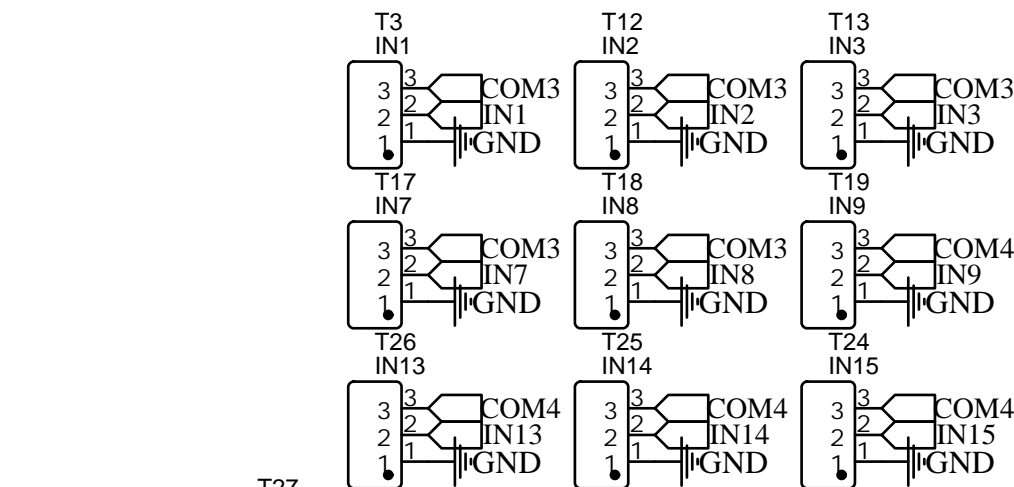 T3 T12 T13
IN1 IN2 IN3
3 3 COM3 3 3 COM3 3 3 COM3
2 2 IN1 2 2 IN2 2 2 IN3
1 1 GND 1 1 GND 1 1 GND
T17 T18 T19
IN7 IN8 IN9
3 3 COM3 3 3 COM3 3 3 COM4
2 2 IN7 2 2 IN8 2 2 IN9
1 1 GND 1 1 GND 1 1 GND
T26 T25 T24
IN13 IN14 IN15
3 3 COM4 3 3 COM4 3 3 COM4
2 2 IN13 2 2 IN14 2 2 IN15
1 1 GND 1 1 GND 1 1 GND
T27